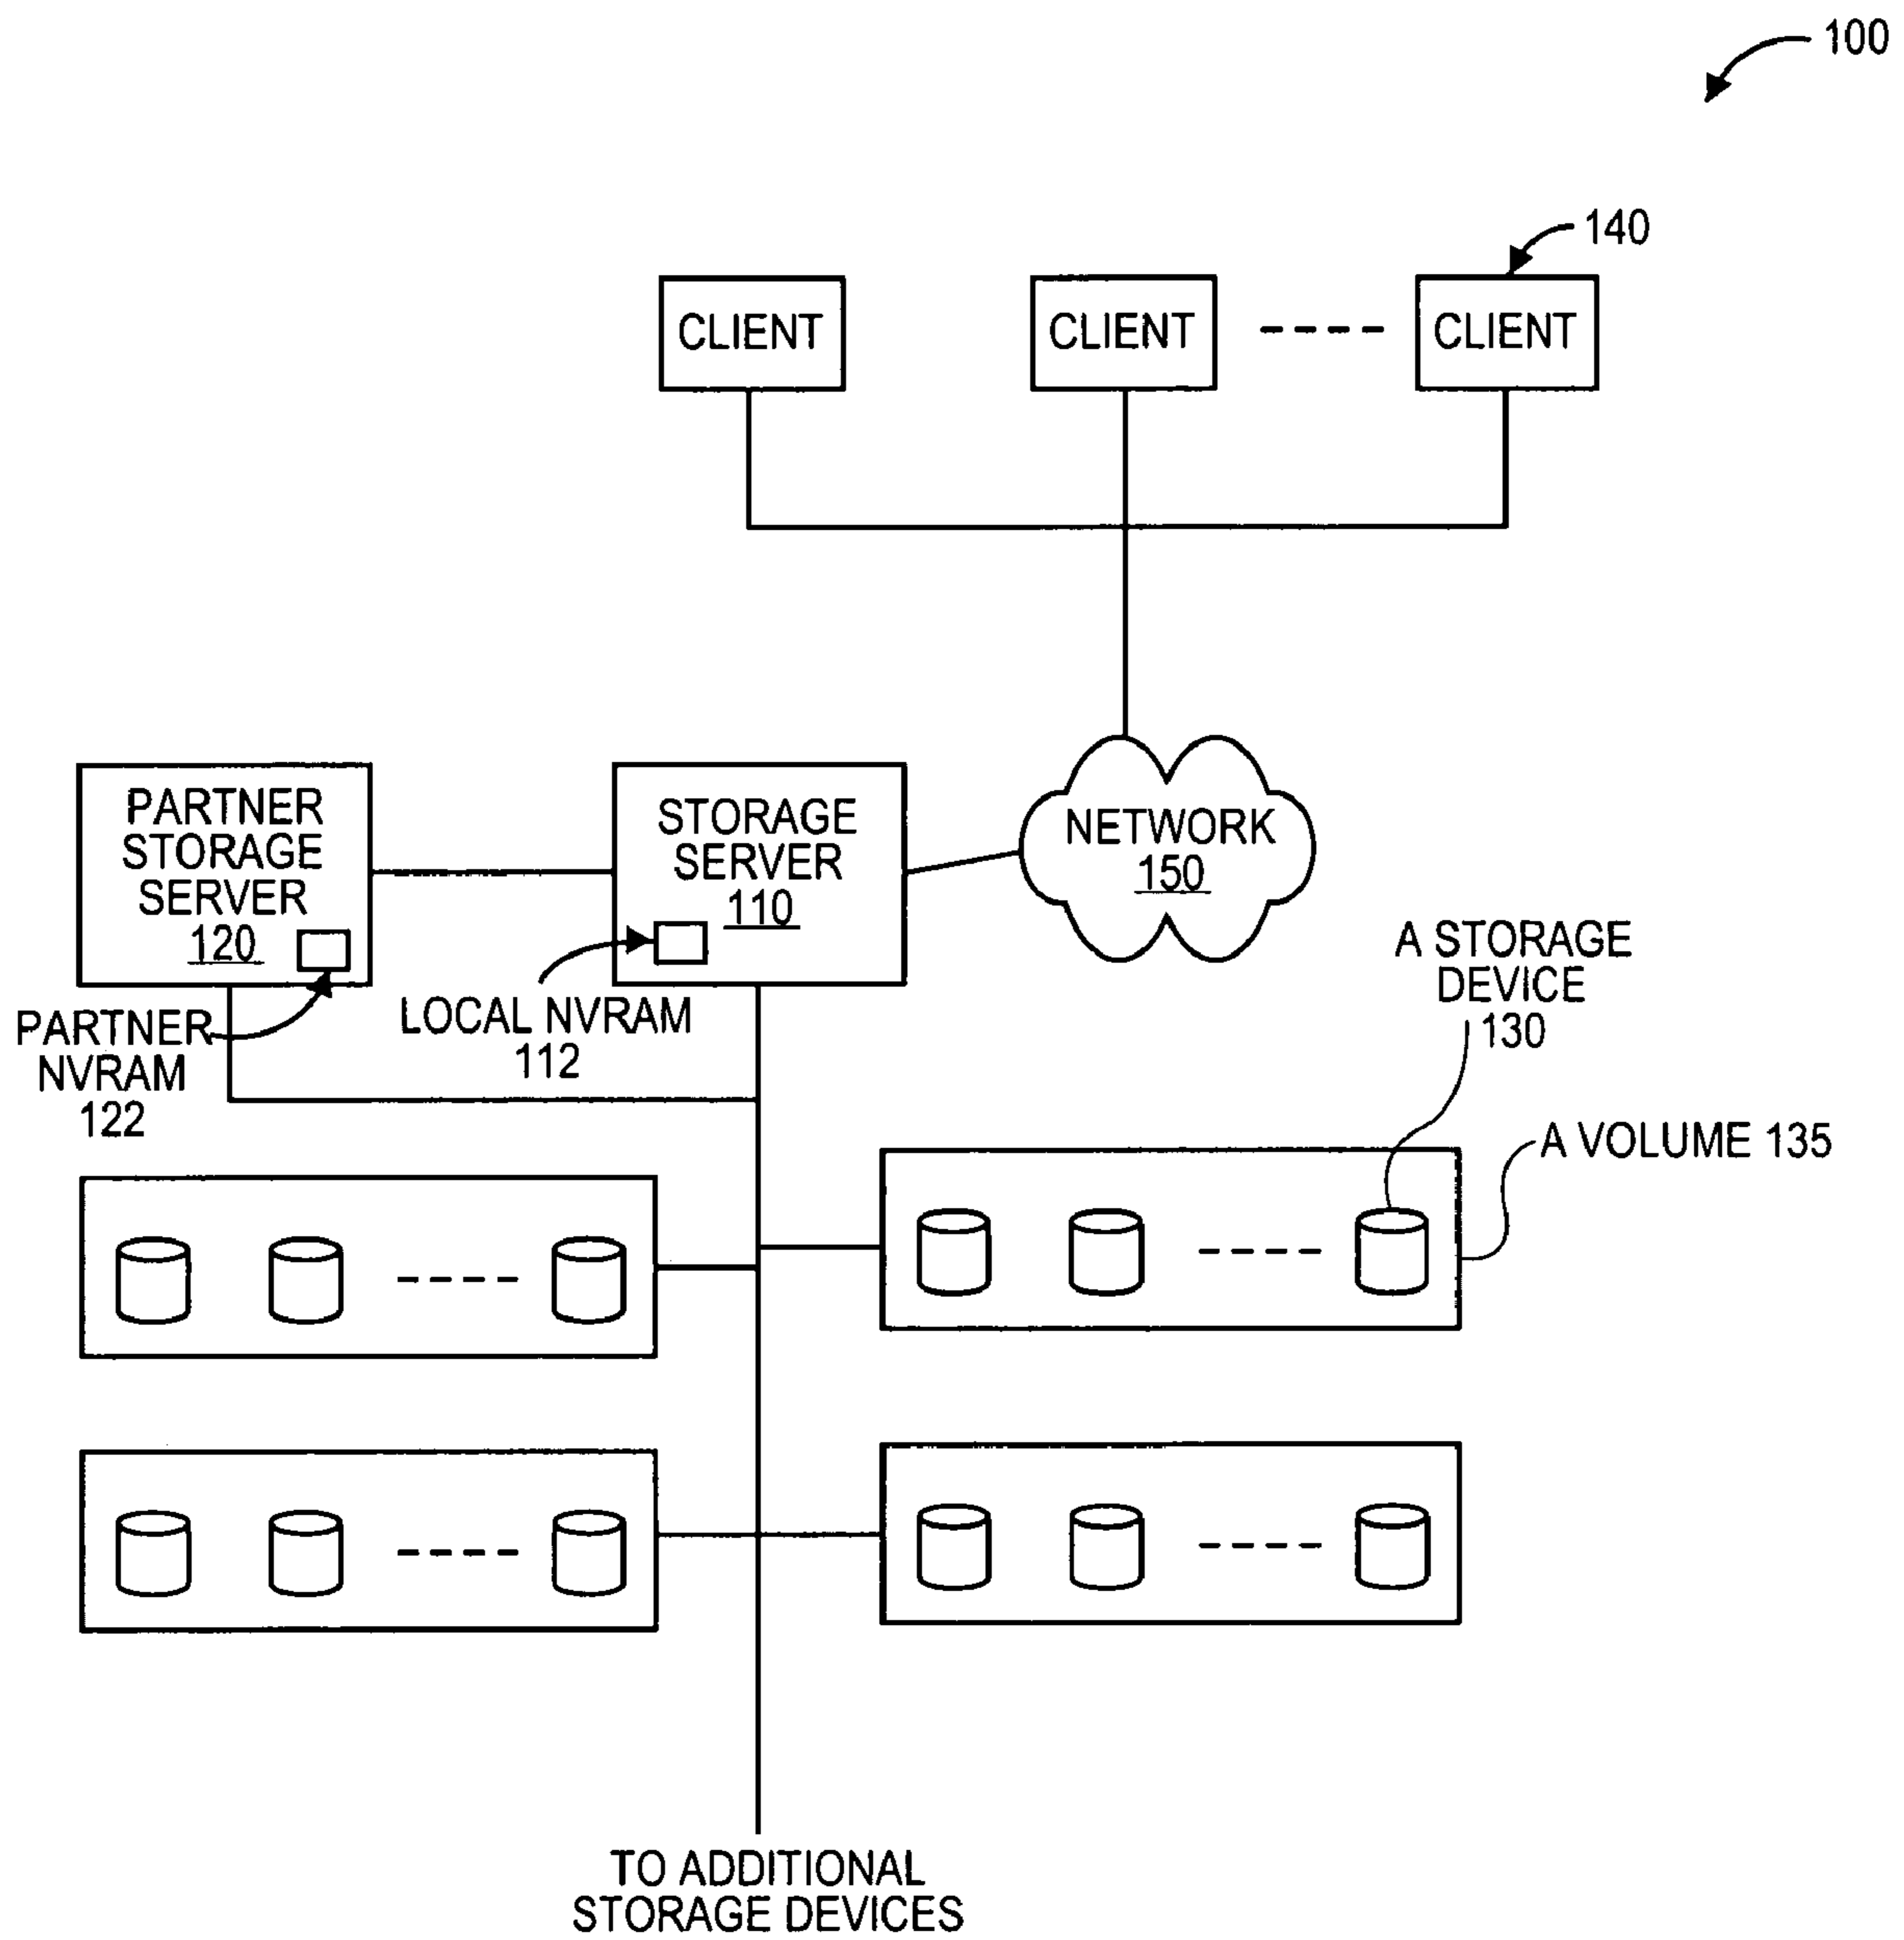 100
140
CLIENT
CLIENT
CLIENT
PARTNER
STORAGE
SERVER
120
STORAGE
SERVER
110
NETWORK
150
PARTNER
NVRAM
122
LOCAL NVRAM
112
A STORAGE
DEVICE
130
A VOLUME 135
TO ADDITIONAL
STORAGE DEVICES